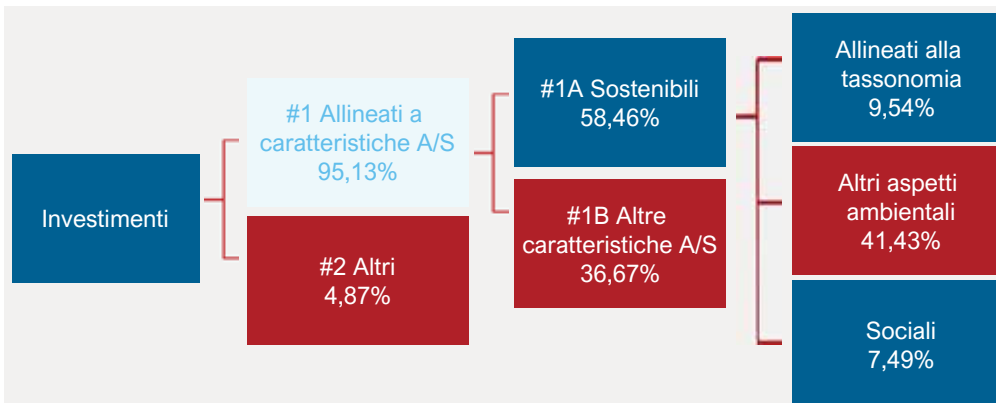 Investimenti
#1 Allineati a
caratteristiche A/S
95,13%
#2 Altri
4,87%
#1A Sostenibili
58,46%
#1B Altre
caratteristiche A/S
36,67%
Allineati alla
tassonomia
9,54%
Altri aspetti
ambientali
41,43%
Sociali
7,49%